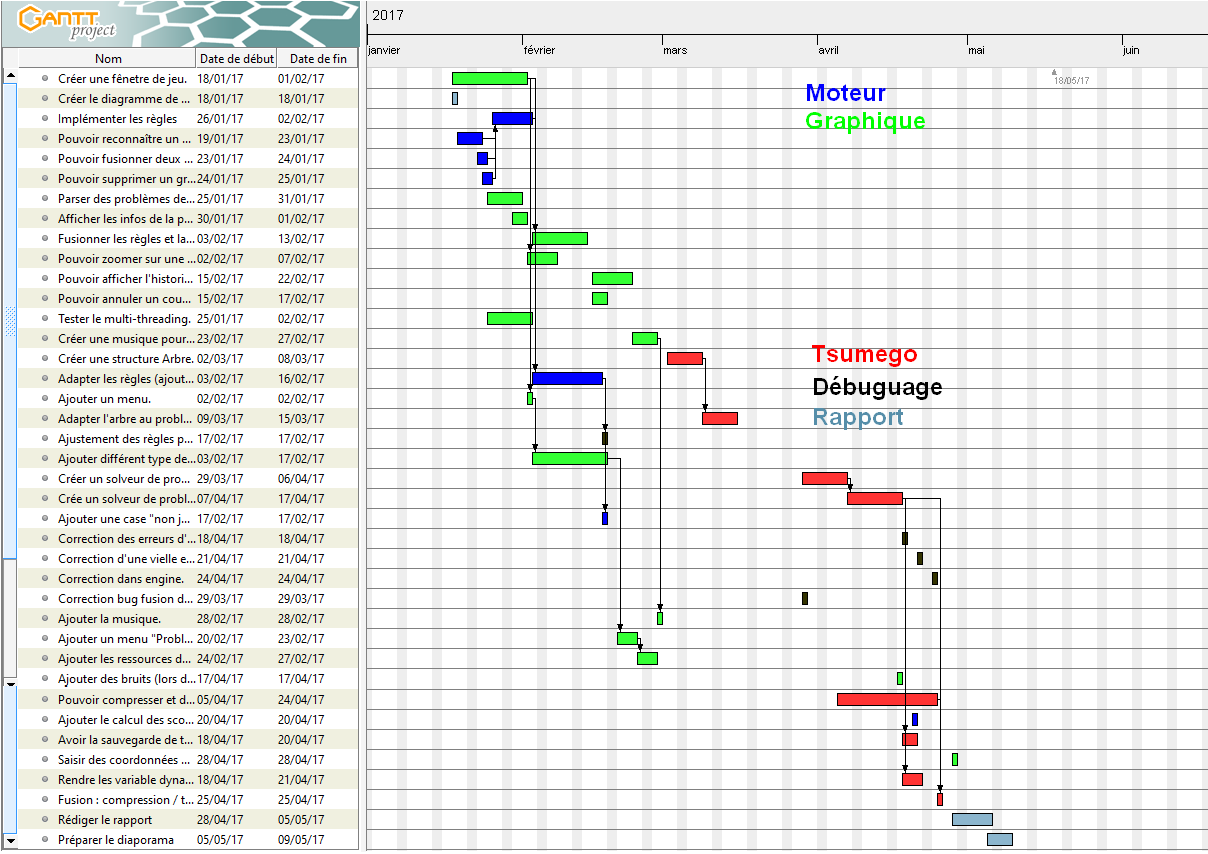 GANTT
project
2017
janvier février mars avril mai juin
Nom Date de début Date de fin
18/05/17
Créer une fênetre de jeu. 18/01/17 01/02/17
Créer le diagramme de ... 18/01/17 18/01/17
Implémenter les règles 26/01/17 02/02/17
Pouvoir reconnaître un ... 19/01/17 23/01/17
Pouvoir fusionner deux ... 23/01/17 24/01/17
Pouvoir supprimer un gr... 24/01/17 25/01/17
Parser des problèmes de... 25/01/17 31/01/17
Afficher les infos de la p... 30/01/17 01/02/17
Fusionner les règles et la... 03/02/17 13/02/17
Pouvoir zoomer sur une ... 02/02/17 07/02/17
Pouvoir afficher l'histori... 15/02/17 22/02/17
Pouvoir annuler un cou... 15/02/17 17/02/17
Tester le multi-threading. 25/01/17 02/02/17
Créer une musique pour... 23/02/17 27/02/17
Créer une structure Arbre. 02/03/17 08/03/17
Adapter les règles (ajout... 03/02/17 16/02/17
Ajouter un menu. 02/02/17 02/02/17
Adapter l'arbre au probl... 09/03/17 15/03/17
Ajustement des règles p... 17/02/17 17/02/17
Ajouter différent type de... 03/02/17 17/02/17
Créer un solveur de pro... 29/03/17 06/04/17
Crée un solveur de probl... 07/04/17 17/04/17
Ajouter une case "non j... 17/02/17 17/02/17
Correction des erreurs d'... 18/04/17 18/04/17
Correction d'une vielle e... 21/04/17 21/04/17
Correction dans engine. 24/04/17 24/04/17
Correction bug fusion d... 29/03/17 29/03/17
Ajouter la musique. 28/02/17 28/02/17
Ajouter un menu "Probl... 20/02/17 23/02/17
Ajouter les ressources d... 24/02/17 27/02/17
Ajouter des bruits (lors d... 17/04/17 17/04/17
Pouvoir compresser et d... 05/04/17 24/04/17
Ajouter le calcul des sco... 20/04/17 20/04/17
Avoir la sauvegarde de t... 18/04/17 20/04/17
Saisir des coordonnées ... 28/04/17 28/04/17
Rendre les variable dyna... 18/04/17 21/04/17
Fusion : compression / t... 25/04/17 25/04/17
Rédiger le rapport 28/04/17 05/05/17
Préparer le diaporama 05/05/17 09/05/17
Moteur
Graphique
Tsumego
Débuguage
Rapport